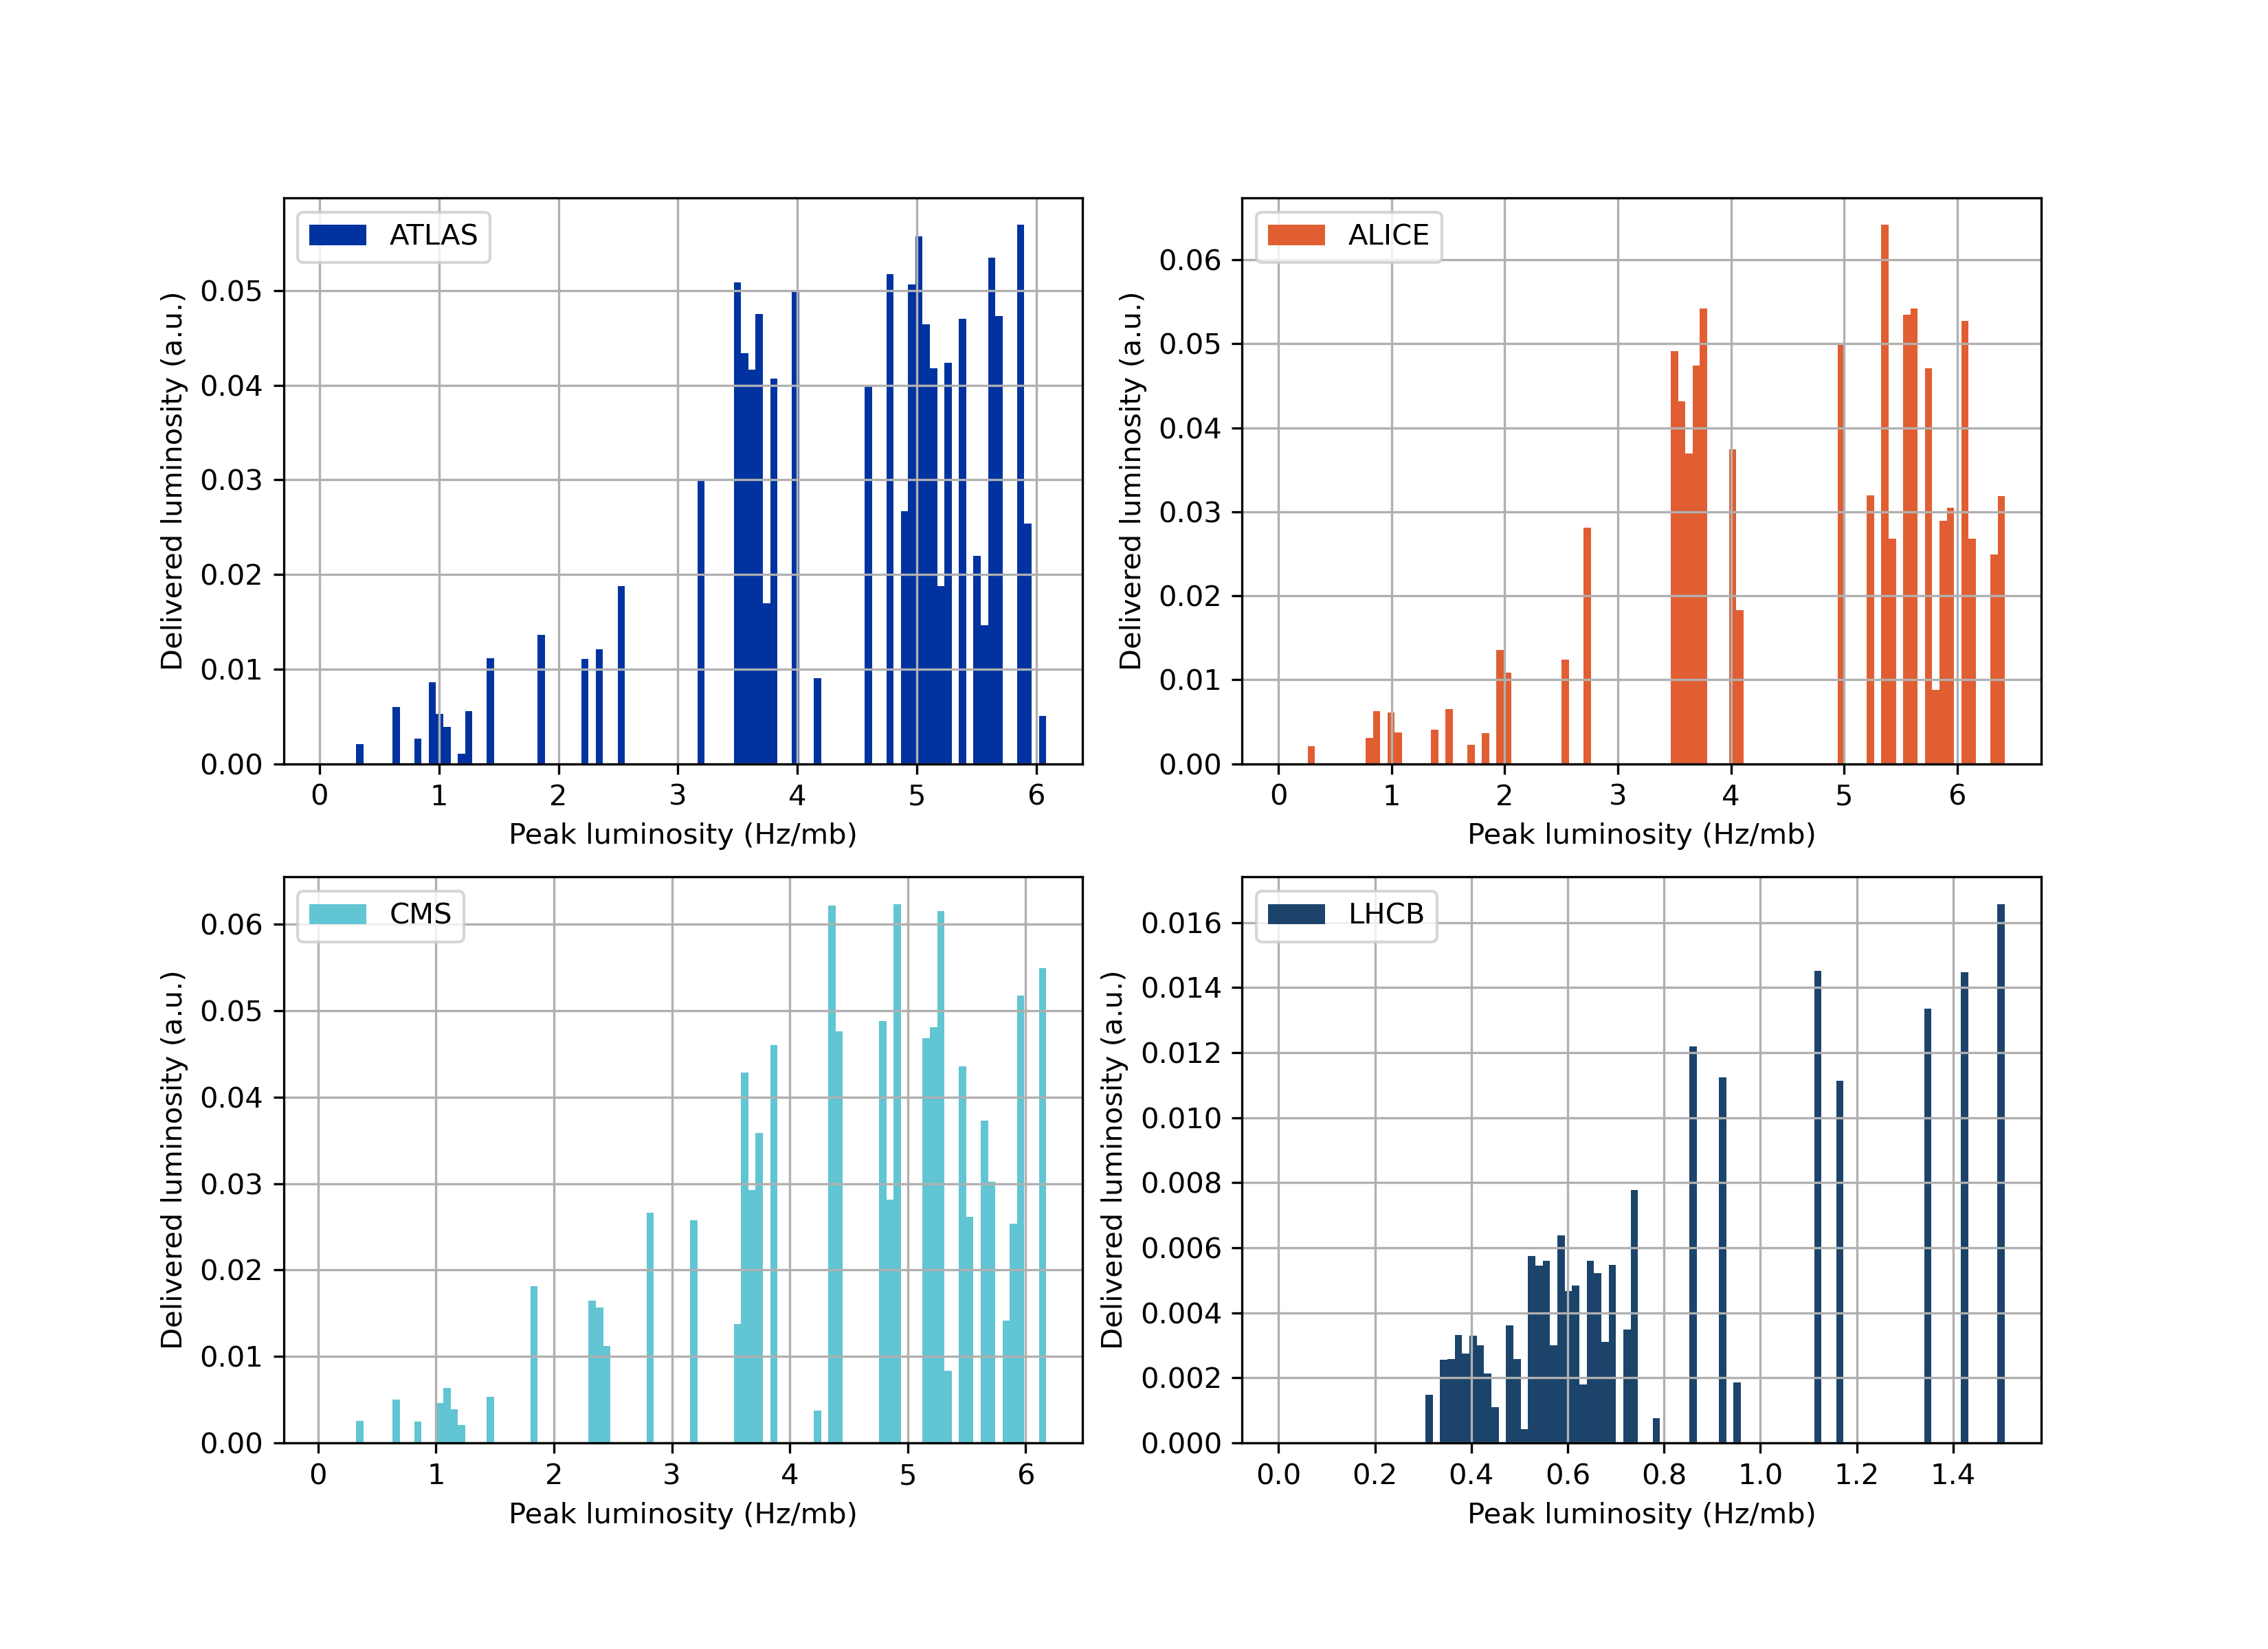 ATLAS
Delivered luminosity (a.u.)
0.05
0.04
0.03
0.02
0.01
0.00
0 1 2 3 4 5 6
Peak luminosity (Hz/mb)
ALICE
Delivered luminosity (a.u.)
0.06
0.05
0.04
0.03
0.02
0.01
0.00
0 1 2 3 4 5 6
Peak luminosity (Hz/mb)
CMS
Delivered luminosity (a.u.)
0.06
0.05
0.04
0.03
0.02
0.01
0.00
0 1 2 3 4 5 6
Peak luminosity (Hz/mb)
LHCB
Delivered luminosity (a.u.)
0.016
0.014
0.012
0.010
0.008
0.006
0.004
0.002
0.000
0.0 0.2 0.4 0.6 0.8 1.0 1.2 1.4
Peak luminosity (Hz/mb)